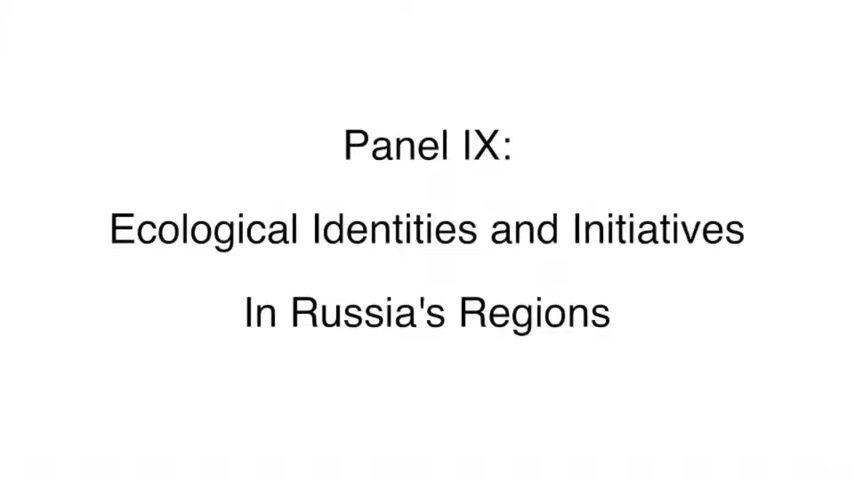 Panel IX:
Ecological Identities and Initiatives
In Russia's Regions